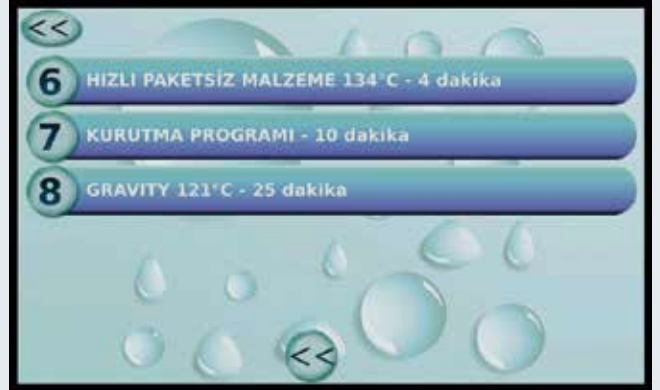 <<
6 HIZLI PAKETSİZ MALZEME 134°C - 4 dakika
7 KURUTMA PROGRAMI - 10 dakika
8 GRAVITY 121°C - 25 dakika
<<